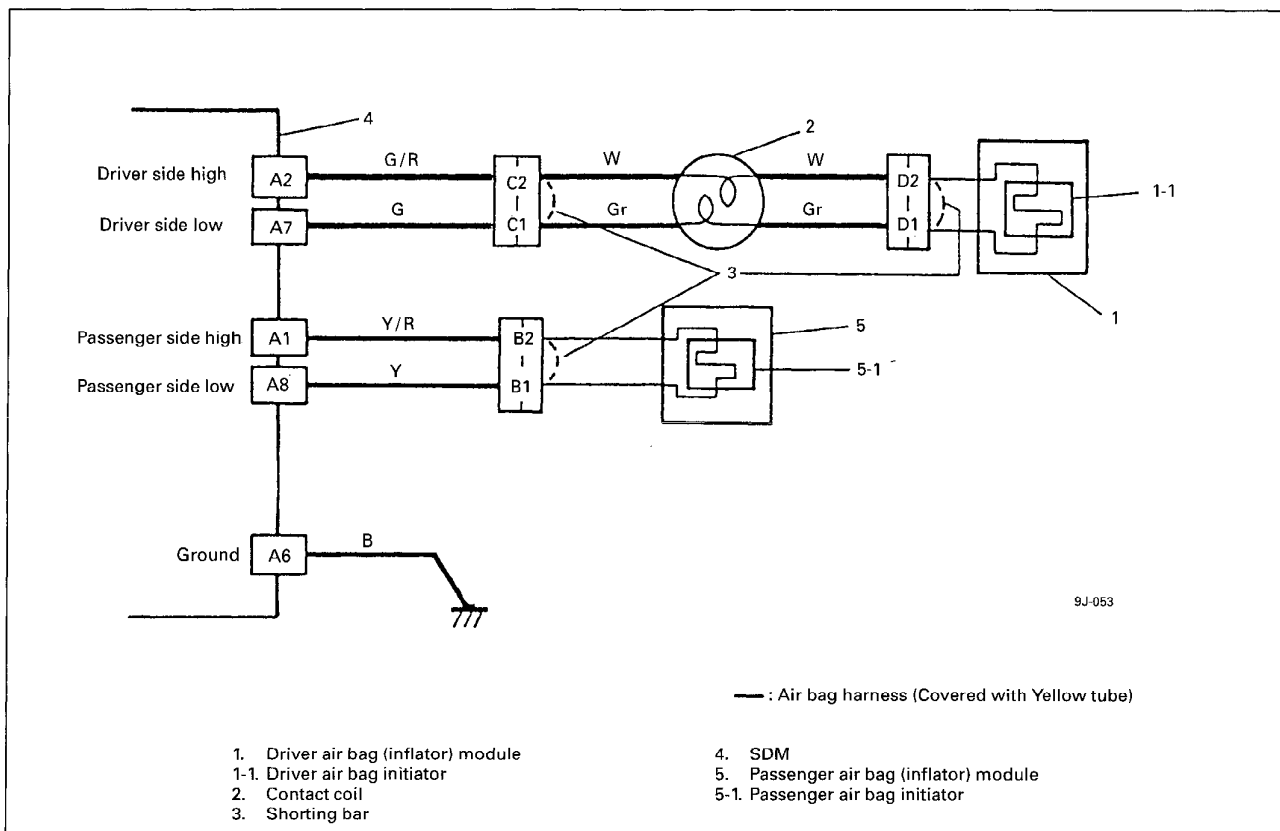 4
2
Driver side high
A2
G/R
C2
W
W
D2
1-1
Driver side low
A7
G
C1
Gr
Gr
D1
3
1
Passenger side high
A1
Y/R
B2
5
Passenger side low
A8
Y
B1
5-1
Ground
A6
B
9J-053
: Air bag harness (Covered with Yellow tube)
1. Driver air bag (inflator) module
1-1. Driver air bag initiator
2. Contact coil
3. Shorting bar
4. SDM
5. Passenger air bag (inflator) module
5-1. Passenger air bag initiator